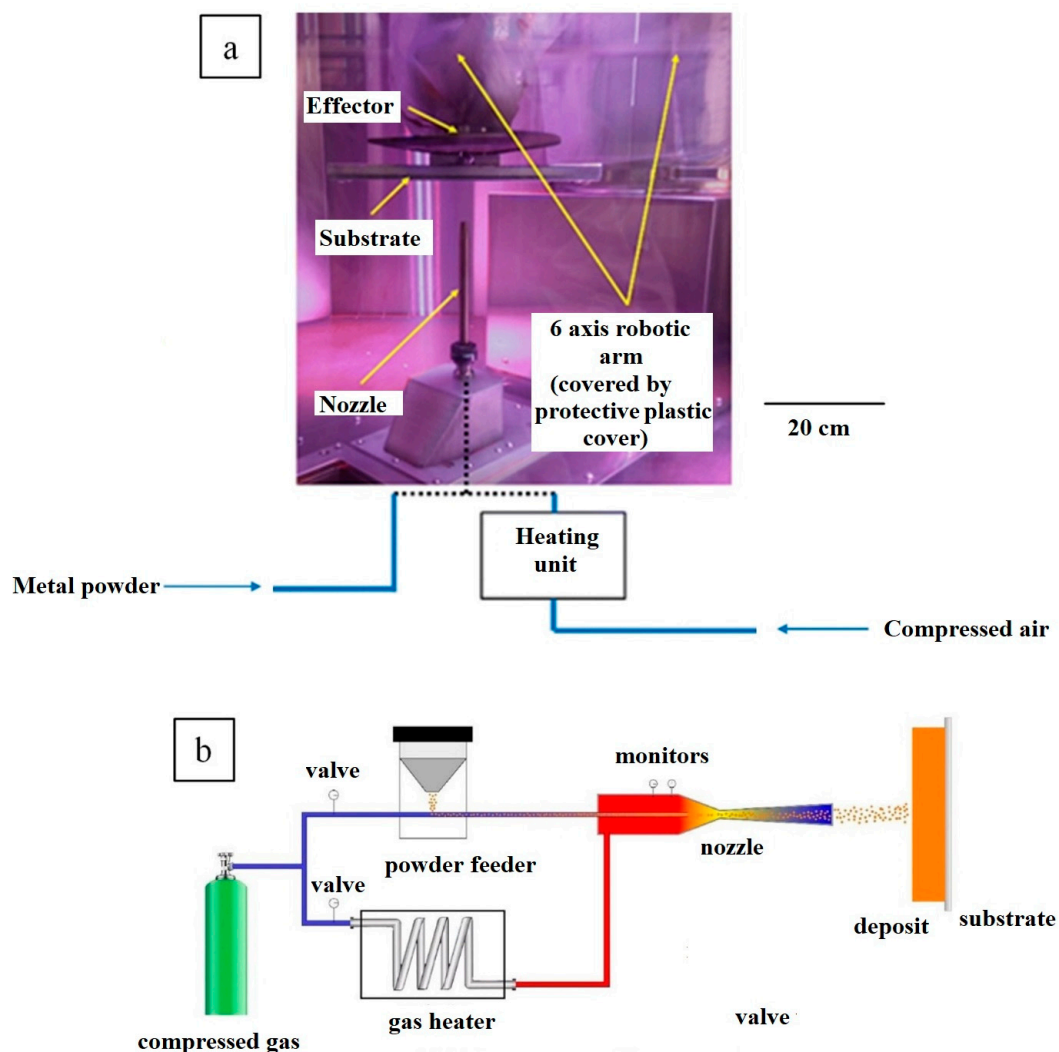 a
Effector
Substrate
Nozzle
6 axis robotic
arm
(covered by
protective plastic
cover)
20 cm
Heating
unit
Metal powder
Compressed air
b
valve
monitors
powder feeder
nozzle
valve
deposit
substrate
gas heater
valve
compressed gas